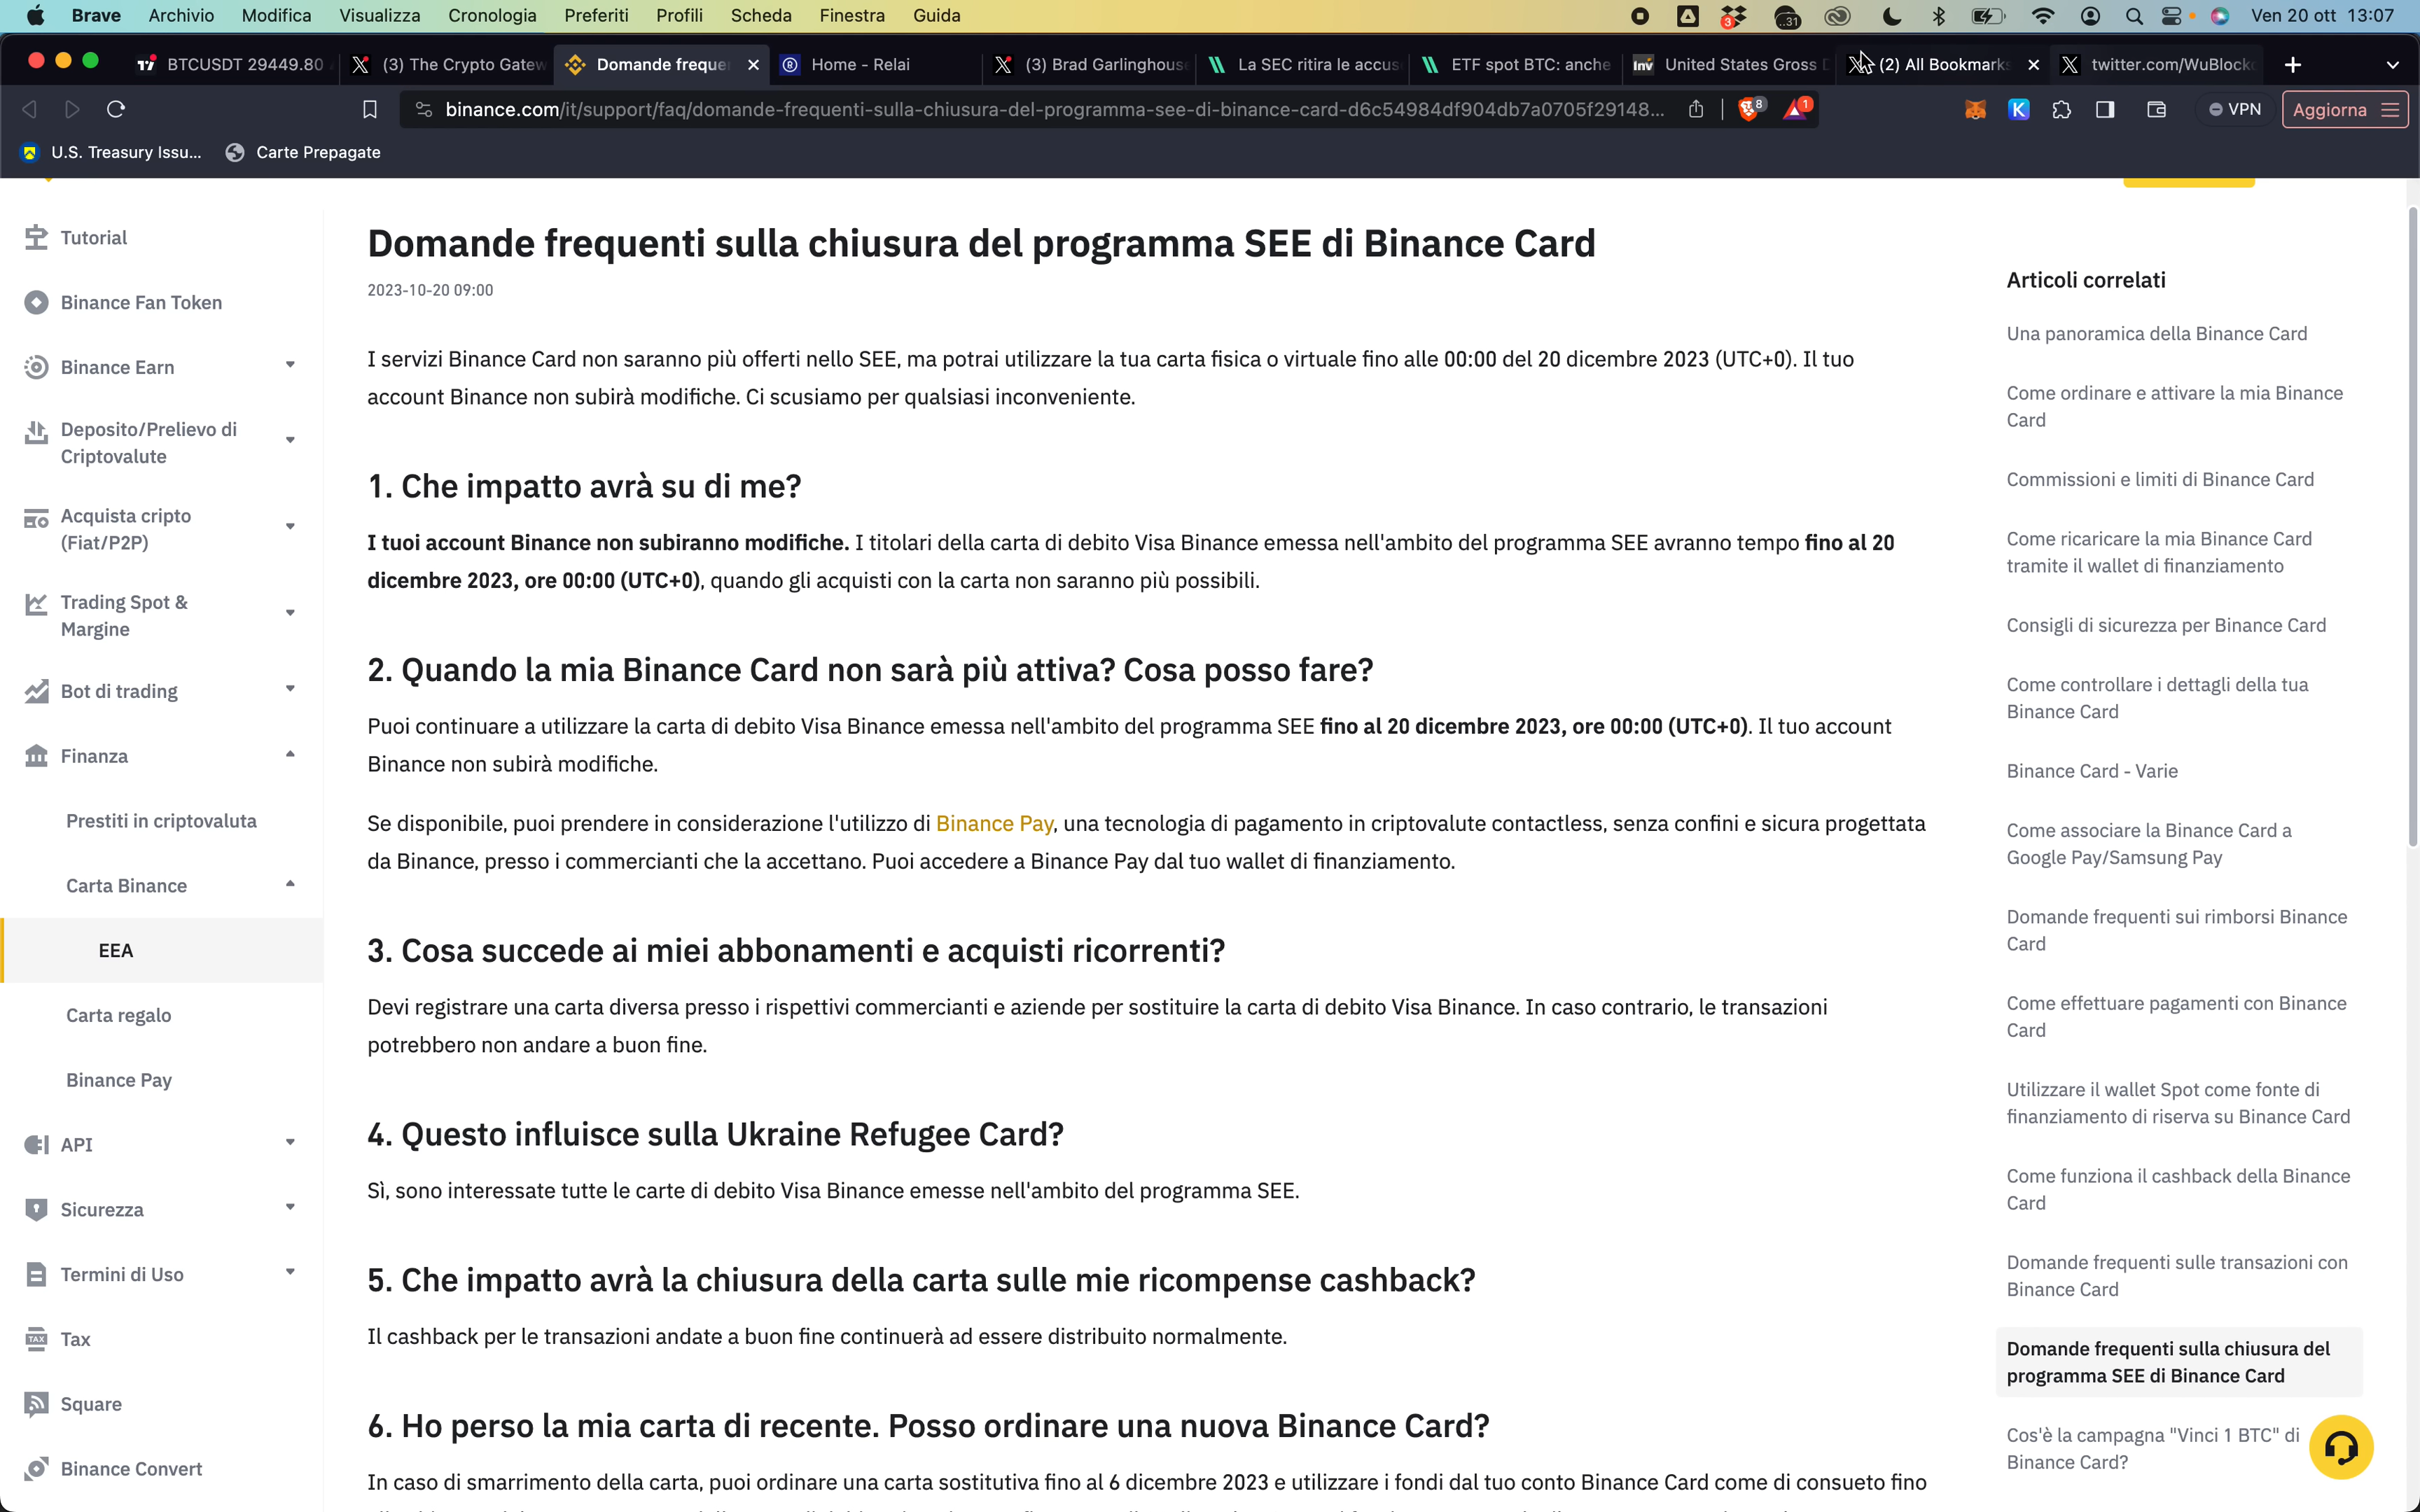 Brave Archivio Modifica Visualizza Cronologia Preferiti Profili Scheda Finestra Guida
3 ..31 Ven 20 ott 13:07
BTCUSDT 29449.80
(3) The Crypto Gatew
Domande freque
Home - Relai
(3) Brad Garlinghouse
La SEC ritira le accus
ETF spot BTC: anche
Inv United States Gross D
(2) All Bookmarks
twitter.com/WuBlockc
binance.com/it/support/faq/domande-frequenti-sulla-chiusura-del-programma-see-di-binance-card-d6c54984df904db7a0705f29148...
8 1 K VPN Aggiorna
U.S. Treasury Issu... Carte Prepagate
Tutorial
Binance Fan Token
Binance Earn
Deposito/Prelievo di
Criptovalute
Acquista cripto
(Fiat/P2P)
Trading Spot &
Margine
Bot di trading
Finanza
Prestiti in criptovaluta
Carta Binance
EEA
Carta regalo
Binance Pay
API
Sicurezza
Termini di Uso
TAX Tax
Square
Binance Convert
Domande frequenti sulla chiusura del programma SEE di Binance Card
2023-10-20 09:00
I servizi Binance Card non saranno più offerti nello SEE, ma potrai utilizzare la tua carta fisica o virtuale fino alle 00:00 del 20 dicembre 2023 (UTC+0). Il tuo
account Binance non subirà modifiche. Ci scusiamo per qualsiasi inconveniente.
1. Che impatto avrà su di me?
I tuoi account Binance non subiranno modifiche. I titolari della carta di debito Visa Binance emessa nell'ambito del programma SEE avranno tempo fino al 20
dicembre 2023, ore 00:00 (UTC+0), quando gli acquisti con la carta non saranno più possibili.
2. Quando la mia Binance Card non sarà più attiva? Cosa posso fare?
Puoi continuare a utilizzare la carta di debito Visa Binance emessa nell'ambito del programma SEE fino al 20 dicembre 2023, ore 00:00 (UTC+0). Il tuo account
Binance non subirà modifiche.
Se disponibile, puoi prendere in considerazione l'utilizzo di Binance Pay, una tecnologia di pagamento in criptovalute contactless, senza confini e sicura progettata
da Binance, presso i commercianti che la accettano. Puoi accedere a Binance Pay dal tuo wallet di finanziamento.
3. Cosa succede ai miei abbonamenti e acquisti ricorrenti?
Devi registrare una carta diversa presso i rispettivi commercianti e aziende per sostituire la carta di debito Visa Binance. In caso contrario, le transazioni
potrebbero non andare a buon fine.
4. Questo influisce sulla Ukraine Refugee Card?
Sì, sono interessate tutte le carte di debito Visa Binance emesse nell'ambito del programma SEE.
5. Che impatto avrà la chiusura della carta sulle mie ricompense cashback?
Il cashback per le transazioni andate a buon fine continuerà ad essere distribuito normalmente.
6. Ho perso la mia carta di recente. Posso ordinare una nuova Binance Card?
In caso di smarrimento della carta, puoi ordinare una carta sostitutiva fino al 6 dicembre 2023 e utilizzare i fondi dal tuo conto Binance Card come di consueto fino
Articoli correlati
Una panoramica della Binance Card
Come ordinare e attivare la mia Binance
Card
Commissioni e limiti di Binance Card
Come ricaricare la mia Binance Card
tramite il wallet di finanziamento
Consigli di sicurezza per Binance Card
Come controllare i dettagli della tua
Binance Card
Binance Card - Varie
Come associare la Binance Card a
Google Pay/Samsung Pay
Domande frequenti sui rimborsi Binance
Card
Come effettuare pagamenti con Binance
Card
Utilizzare il wallet Spot come fonte di
finanziamento di riserva su Binance Card
Come funziona il cashback della Binance
Card
Domande frequenti sulle transazioni con
Binance Card
Domande frequenti sulla chiusura del
programma SEE di Binance Card
Cos'è la campagna "Vinci 1 BTC" di
Binance Card?